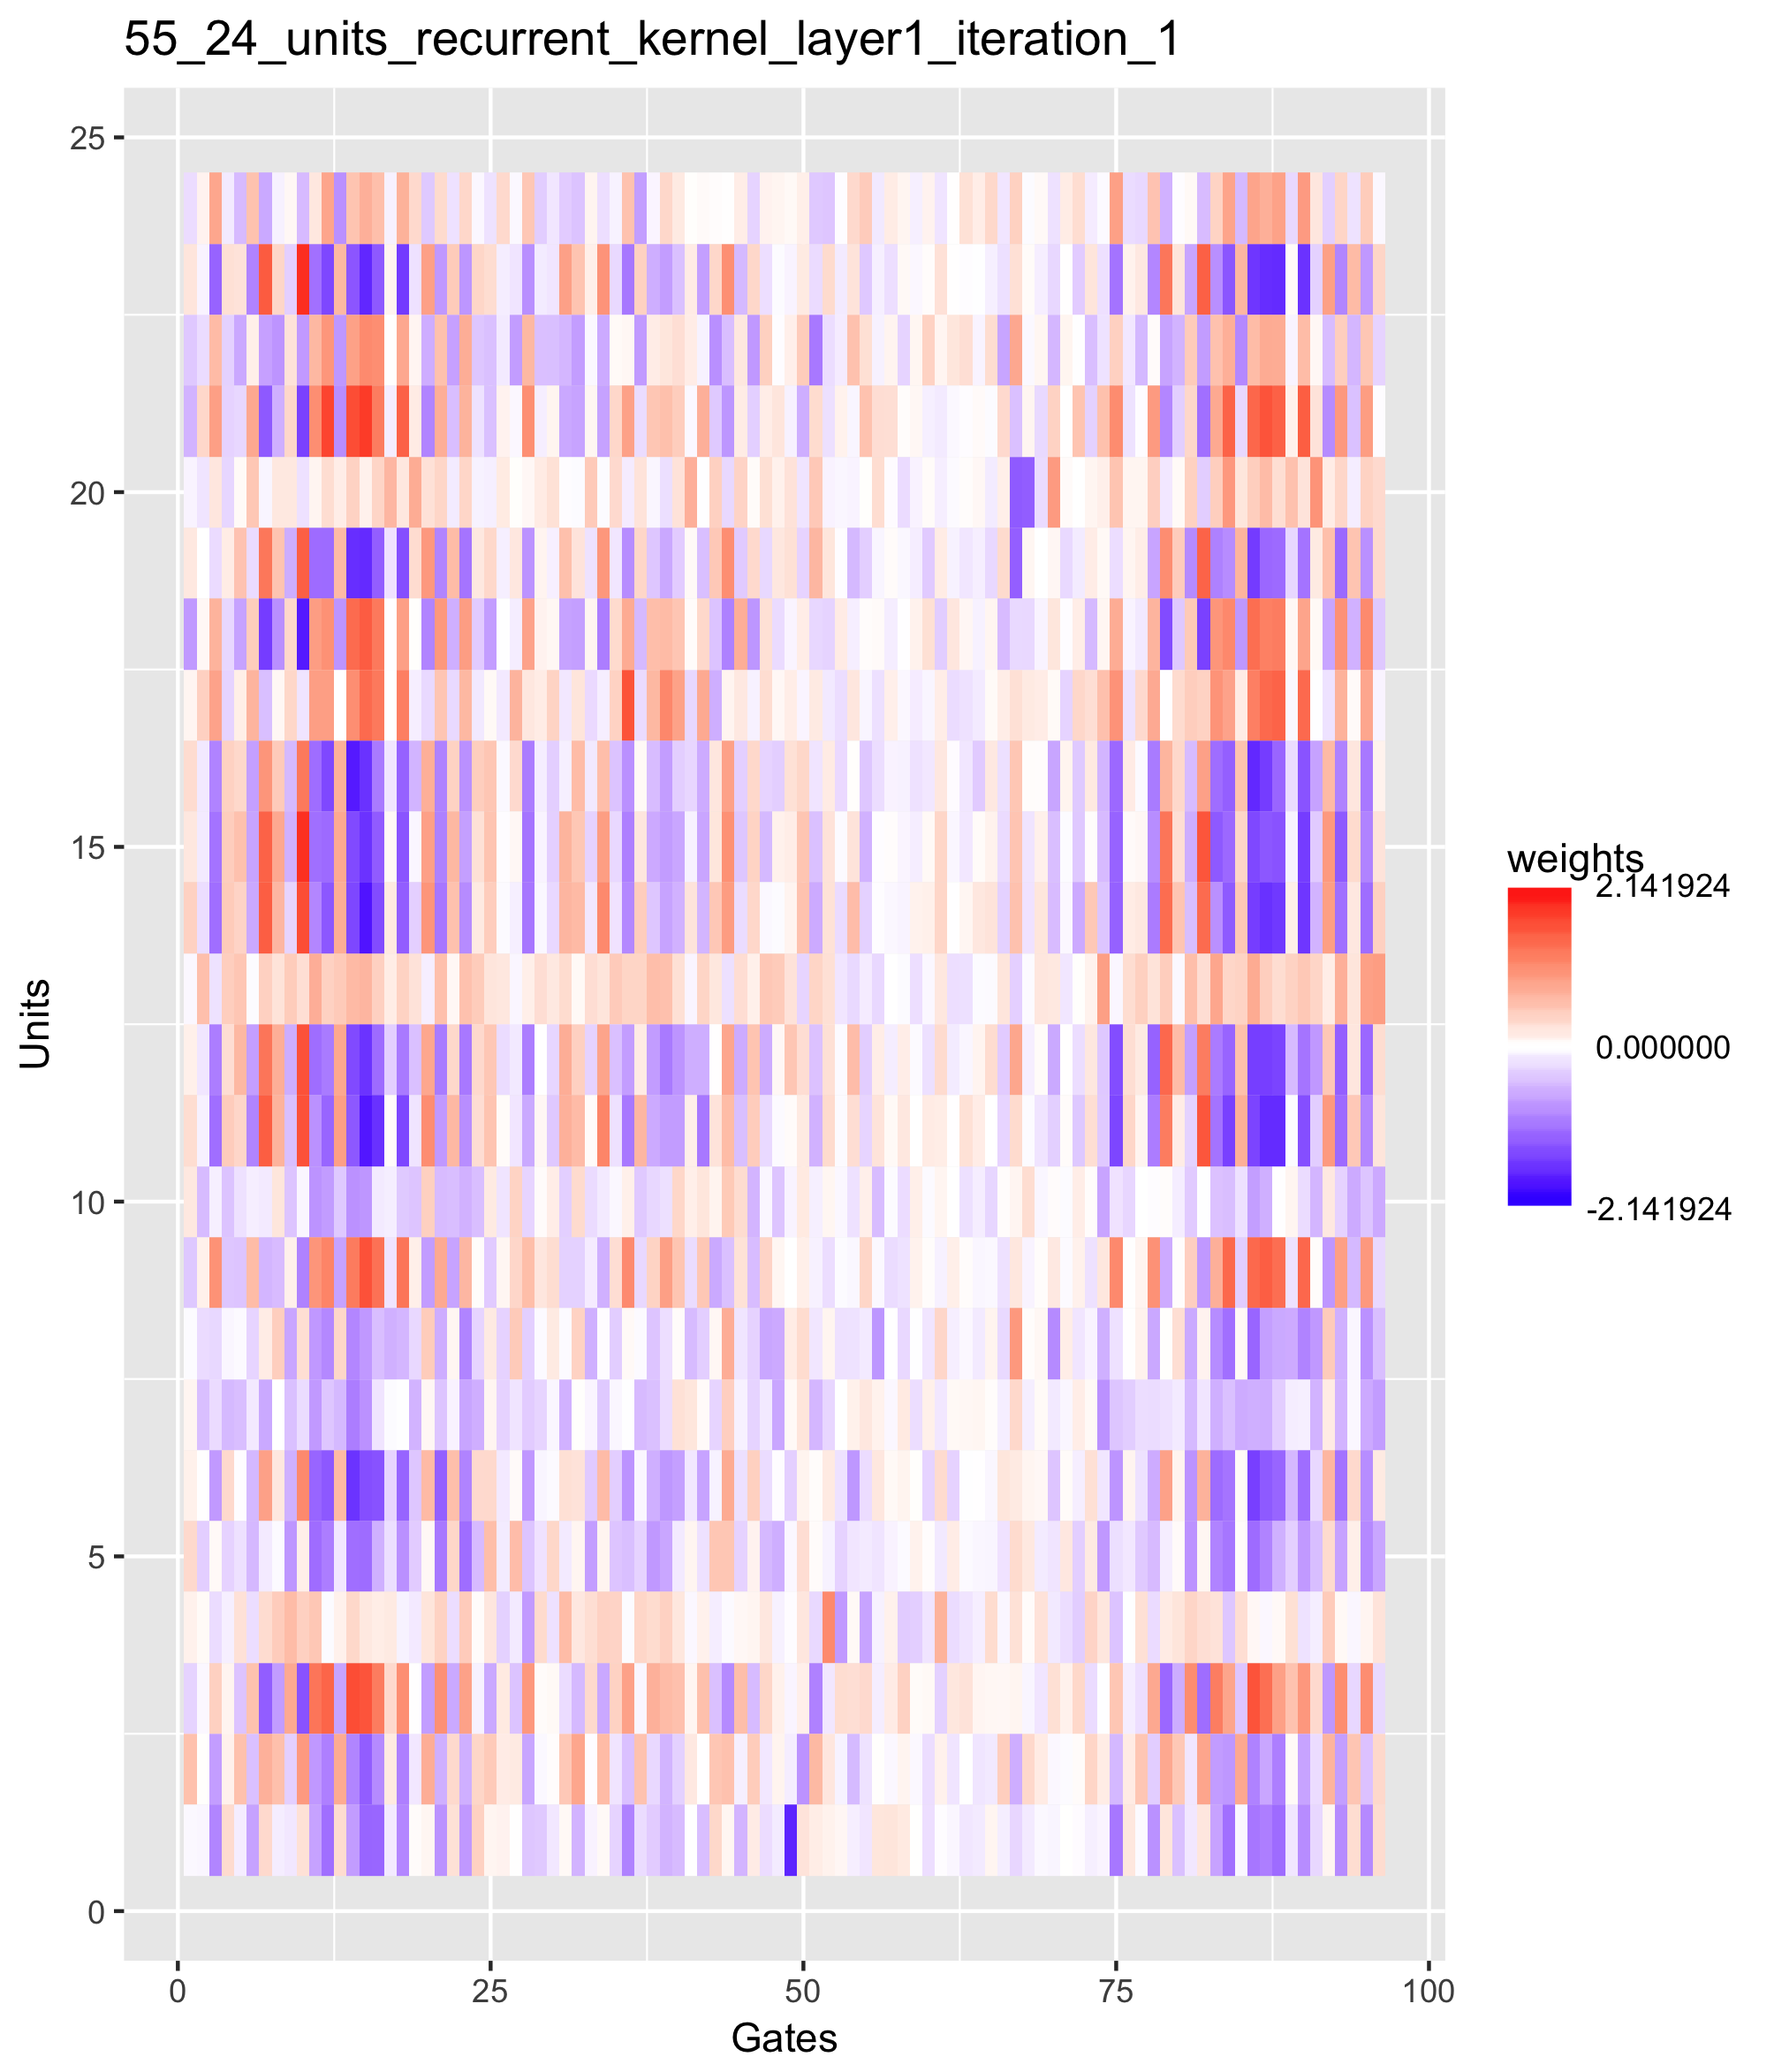 55_24_units_recurrent_kernel_layer1_iteration_1
25
20
15
10
5
0
Units
0 25 50 75 100
Gates
weights
2.141924
0.000000
-2.141924